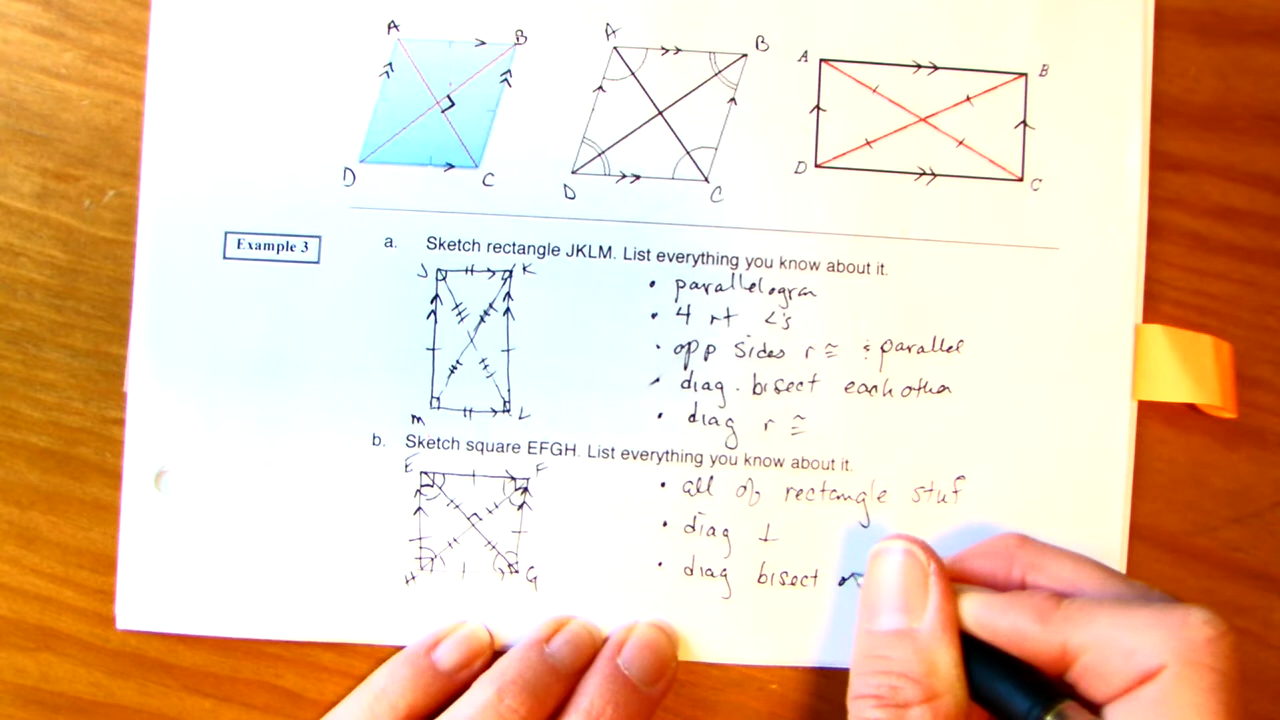 A B A B A B
D C D C D C
Example 3 a. Sketch rectangle JKLM. List everything you know about it.
J K
• parallelogram
• 4 rt ∠'s
• opp sides r ≅ & parallel
• diag. bisect each other
• diag r ≅
M L
b. Sketch square EFGH. List everything you know about it.
E F
• all of rectangle stuf
• diag ⊥
• diag bisect
H G